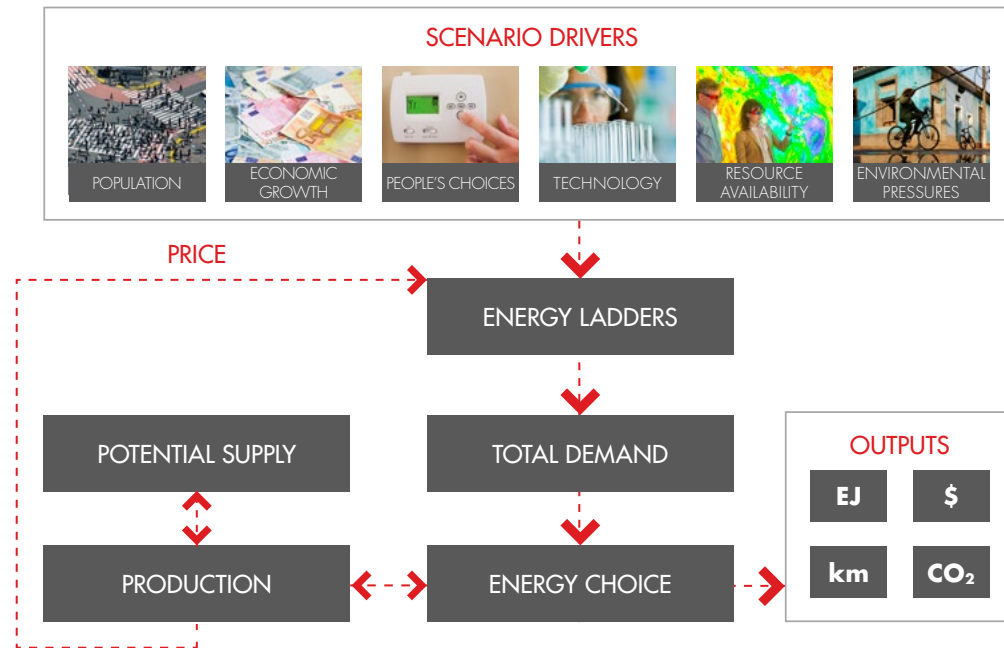 SCENARIO DRIVERS
POPULATION
ECONOMIC
GROWTH
PEOPLE'S CHOICES
TECHNOLOGY
RESOURCE
AVAILABILITY
ENVIRONMENTAL
PRESSURES
PRICE
ENERGY LADDERS
POTENTIAL SUPPLY
TOTAL DEMAND
OUTPUTS
EJ
$
PRODUCTION
ENERGY CHOICE
km
CO₂